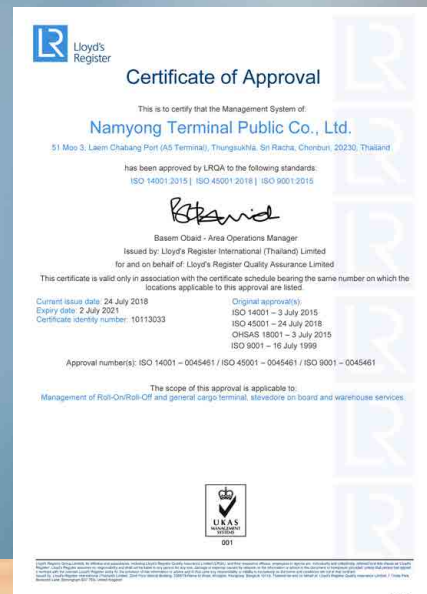 Lloyd's
Register
Certificate of Approval
This is to certify that the Management System of:
Namyong Terminal Public Co., Ltd.
51 Moo 3, Laem Chabang Port (A5 Terminal), Thungsukhla, Sri Racha, Chonburi, 20230, Thailand
has been approved by LRQA to the following standards:
ISO 14001:2015 | ISO 45001:2018 | ISO 9001:2015
Basem Obaid - Area Operations Manager
Issued by: Lloyd's Register International (Thailand) Limited
for and on behalf of: Lloyd's Register Quality Assurance Limited
This certificate is valid only in association with the certificate schedule bearing the same number on which the
locations applicable to this approval are listed.
Current issue date: 24 July 2018
Expiry date: 2 July 2021
Certificate identity number: 10113033
Original approval(s):
ISO 14001 – 3 July 2015
ISO 45001 – 24 July 2018
OHSAS 18001 – 3 July 2015
ISO 9001 – 16 July 1999
Approval number(s): ISO 14001 – 0045461 / ISO 45001 – 0045461 / ISO 9001 – 0045461
The scope of this approval is applicable to:
Management of Roll-On/Roll-Off and general cargo terminal, stevedore on board and warehouse services.
UKAS
MANAGEMENT
SYSTEMS
001